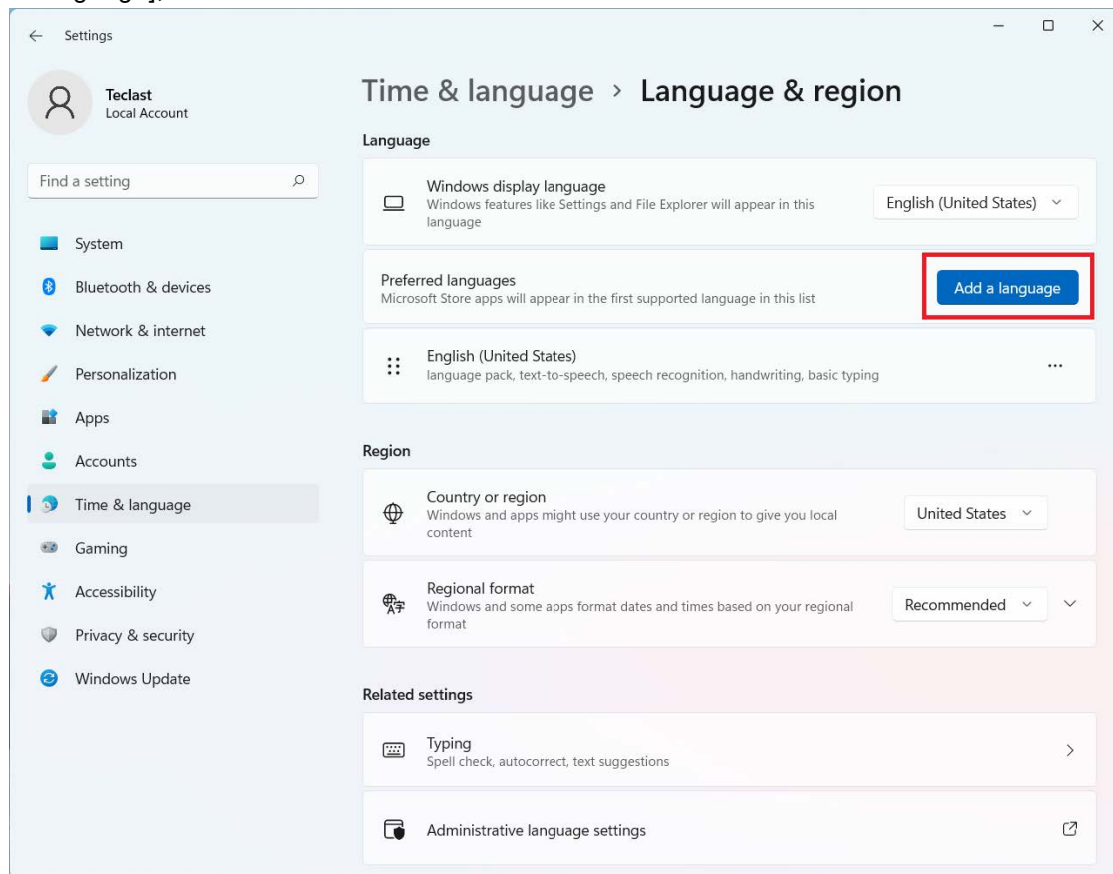 Settings
Teclast
Local Account
Find a setting
System
Bluetooth & devices
Network & internet
Personalization
Apps
Accounts
Time & language
Gaming
Accessibility
Privacy & security
Windows Update
Time & language > Language & region
Language
Windows display language
Windows features like Settings and File Explorer will appear in this
language
English (United States)
Preferred languages
Microsoft Store apps will appear in the first supported language in this list
Add a language
English (United States)
language pack, text-to-speech, speech recognition, handwriting, basic typing
Region
Country or region
Windows and apps might use your country or region to give you local
content
United States
Regional format
Windows and some apps format dates and times based on your regional
format
Recommended
Related settings
Typing
Spell check, autocorrect, text suggestions
Administrative language settings